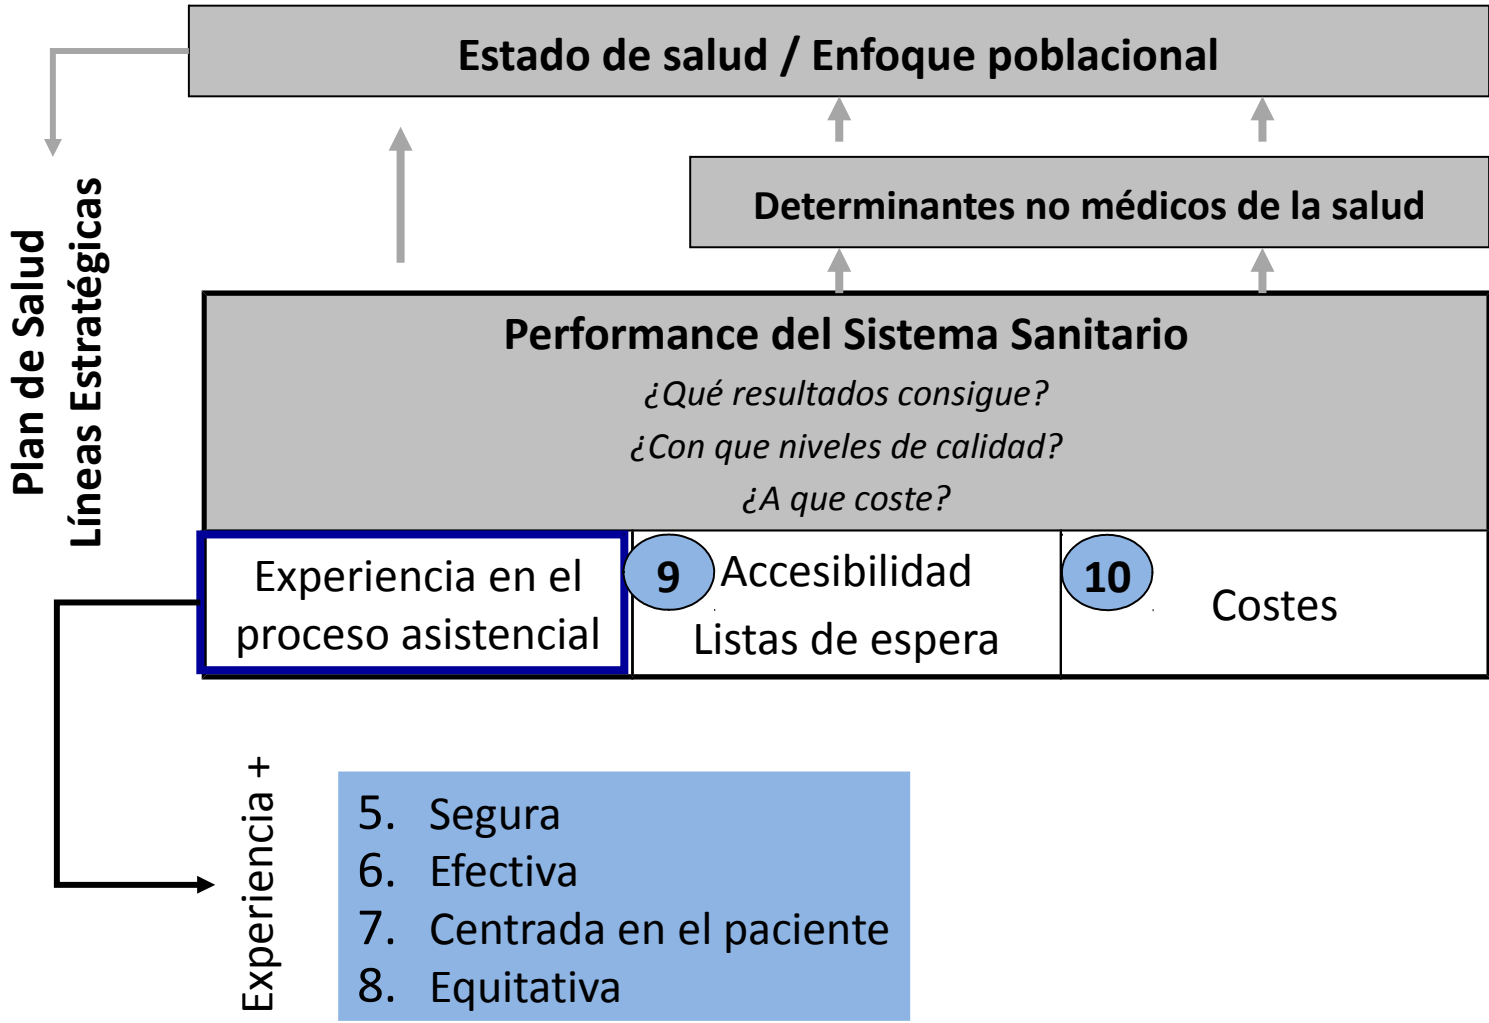 Estado de salud / Enfoque poblacional
Determinantes no médicos de la salud
Plan de Salud
Líneas Estratégicas
Performance del Sistema Sanitario
¿Qué resultados consigue?
¿Con que niveles de calidad?
¿A que coste?
Experiencia en el
proceso asistencial
9
Accesibilidad
Listas de espera
10
Costes
Experiencia +
5. Segura
6. Efectiva
7. Centrada en el paciente
8. Equitativa